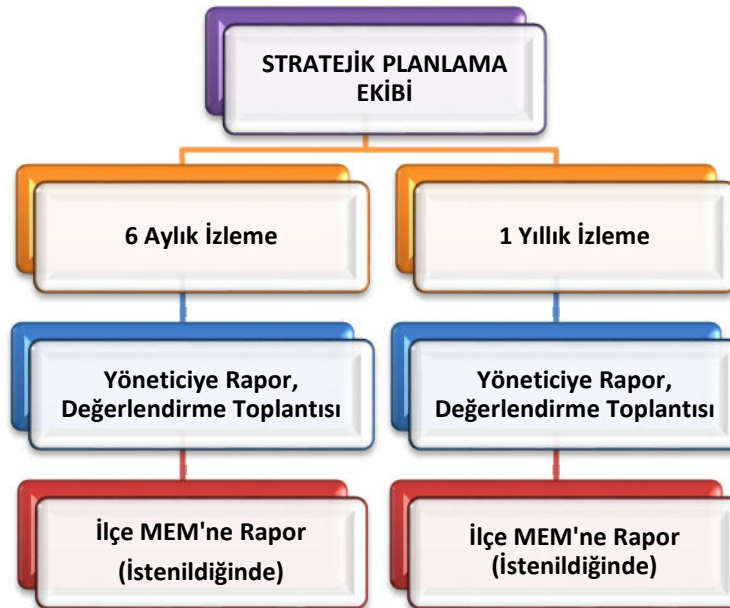 STRATEJİK PLANLAMA
EKİBİ
6 Aylık İzleme
1 Yıllık İzleme
Yöneticiye Rapor,
Değerlendirme Toplantısı
Yöneticiye Rapor,
Değerlendirme Toplantısı
İlçe MEM'ne Rapor
(İstenildiğinde)
İlçe MEM'ne Rapor
(İstenildiğinde)